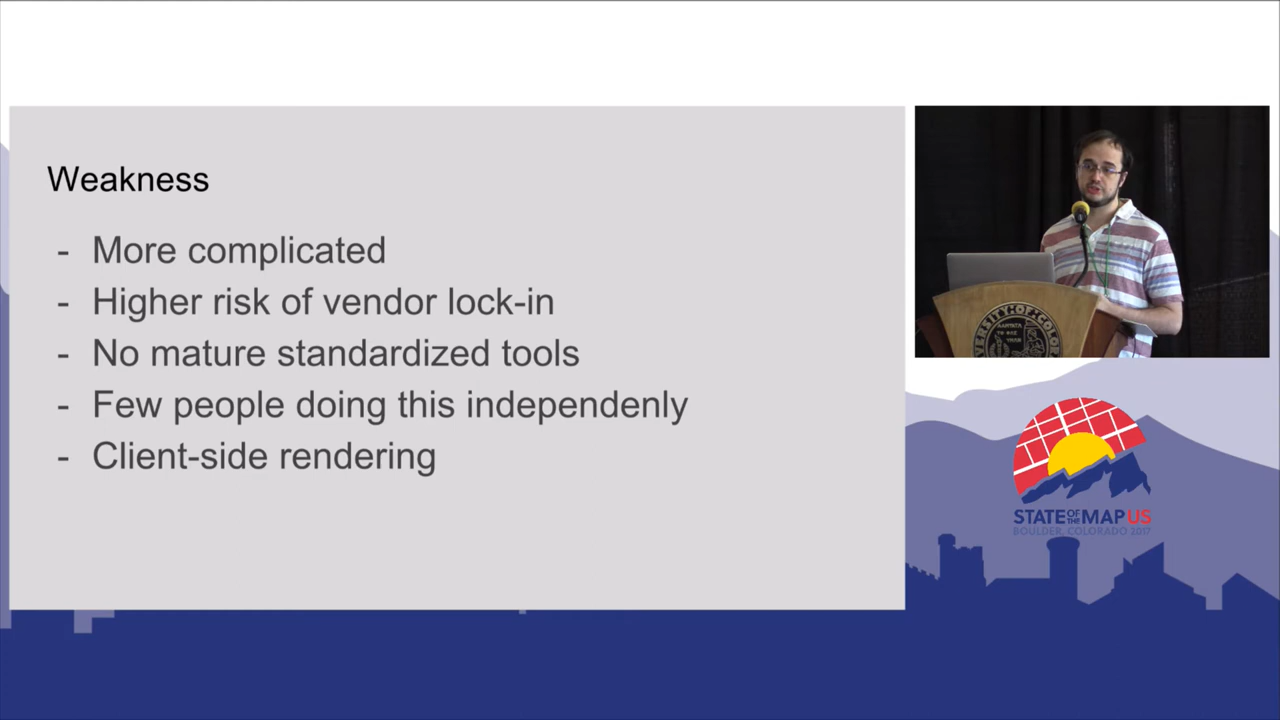 Weakness
- More complicated
- Higher risk of vendor lock-in
- No mature standardized tools
- Few people doing this independenly
- Client-side rendering
STATE OF THE MAP US
BOULDER, COLORADO 2017